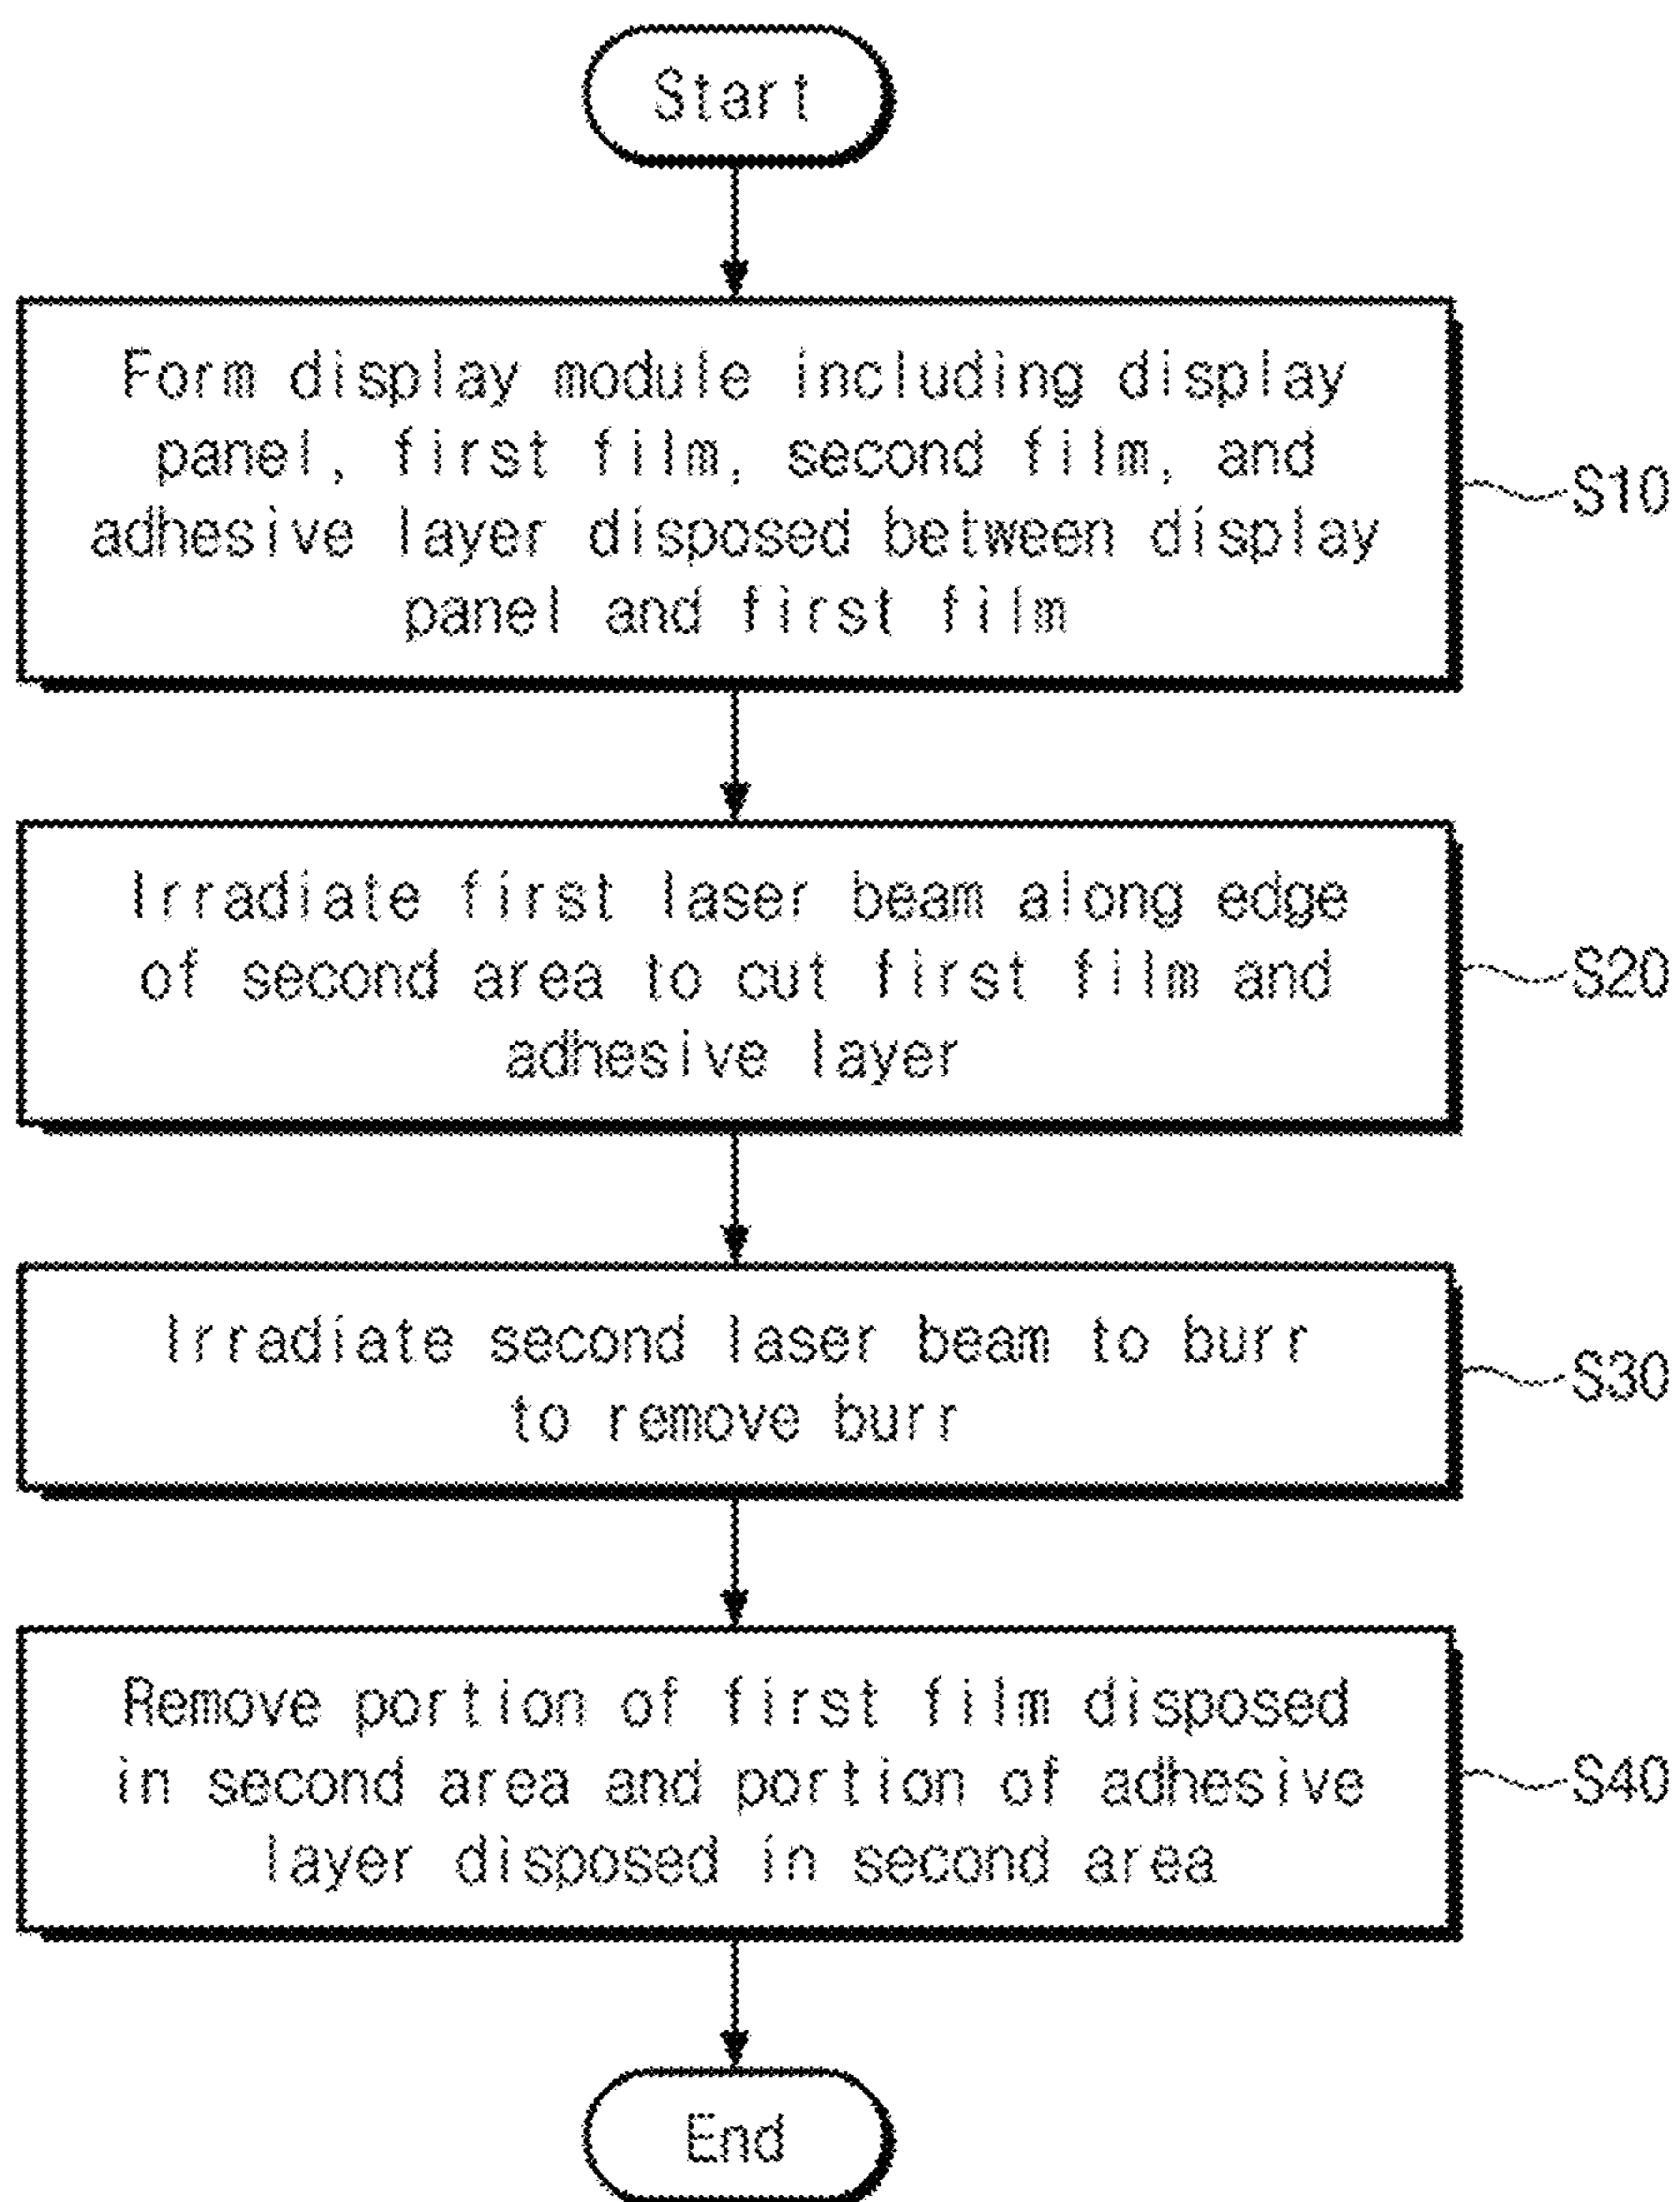 Start
Form display module including display
panel, first film, second film, and
adhesive layer disposed between display
panel and first film
S10
Irradiate first laser beam along edge
of second area to cut first film and
adhesive layer
S20
Irradiate second laser beam to burr
to remove burr
S30
Remove portion of first film disposed
in second area and portion of adhesive
layer disposed in second area
S40
End